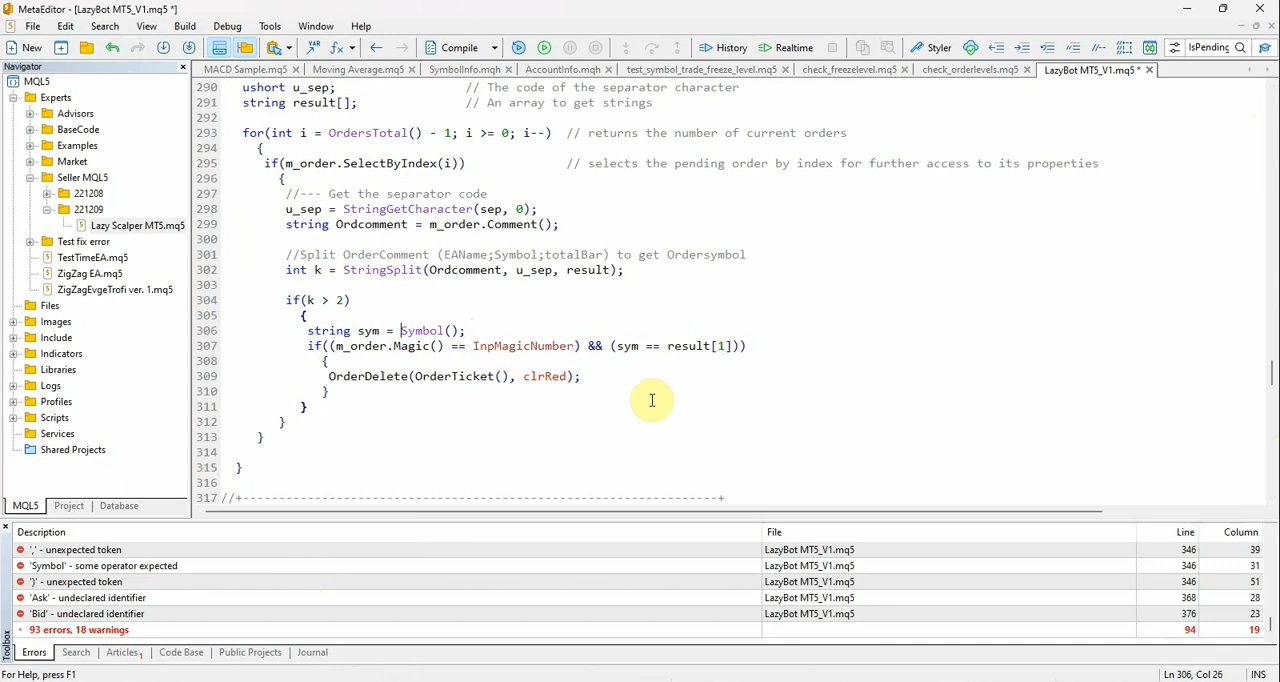 MetaEditor - [LazyBot MT5_V1.mq5 *]
File Edit Search View Build Debug Tools Window Help
New Compile History Realtime Styler IsPending
Navigator
MACD Sample.mq5 Moving Average.mq5 SymbolInfo.mqh AccountInfo.mqh test_symbol_trade_freeze_level.mq5 check_freezelevel.mq5 check_orderlevels.mq5 LazyBot MT5_V1.mq5 *
MQL5
Experts
Advisors
BaseCode
Examples
Market
Seller MQL5
221208
221209
Lazy Scalper MT5.mq5
Test fix error
TestTimeEA.mq5
ZigZag EA.mq5
ZigZagEvgeTrofi ver. 1.mq5
Files
Images
Include
Indicators
Libraries
Logs
Profiles
Scripts
Services
Shared Projects
MQL5 Project Database
290 ushort u_sep; // The code of the separator character
291 string result[]; // An array to get strings
292
293 for(int i = OrdersTotal() - 1; i >= 0; i--) // returns the number of current orders
294 {
295 if(m_order.SelectByIndex(i)) // selects the pending order by index for further access to its properties
296 {
297 //--- Get the separator code
298 u_sep = StringGetCharacter(sep, 0);
299 string Ordcomment = m_order.Comment();
300
301 //Split OrderComment (EAName;Symbol;totalBar) to get Ordersymbol
302 int k = StringSplit(Ordcomment, u_sep, result);
303
304 if(k > 2)
305 {
306 string sym = Symbol();
307 if((m_order.Magic() == InpMagicNumber) && (sym == result[1]))
308 {
309 OrderDelete(OrderTicket(), clrRed);
310 }
311 }
312 }
313 }
314
315 }
317 //+------------------------------------------------------------------+
Toolbox
Description File Line Column
',' - unexpected token LazyBot MT5_V1.mq5 346 39
'Symbol' - some operator expected LazyBot MT5_V1.mq5 346 31
')' - unexpected token LazyBot MT5_V1.mq5 346 51
'Ask' - undeclared identifier LazyBot MT5_V1.mq5 368 28
'Bid' - undeclared identifier LazyBot MT5_V1.mq5 376 23
93 errors, 18 warnings 94 19
Errors Search Articles 1 Code Base Public Projects Journal
For Help, press F1 Ln 306, Col 26 INS